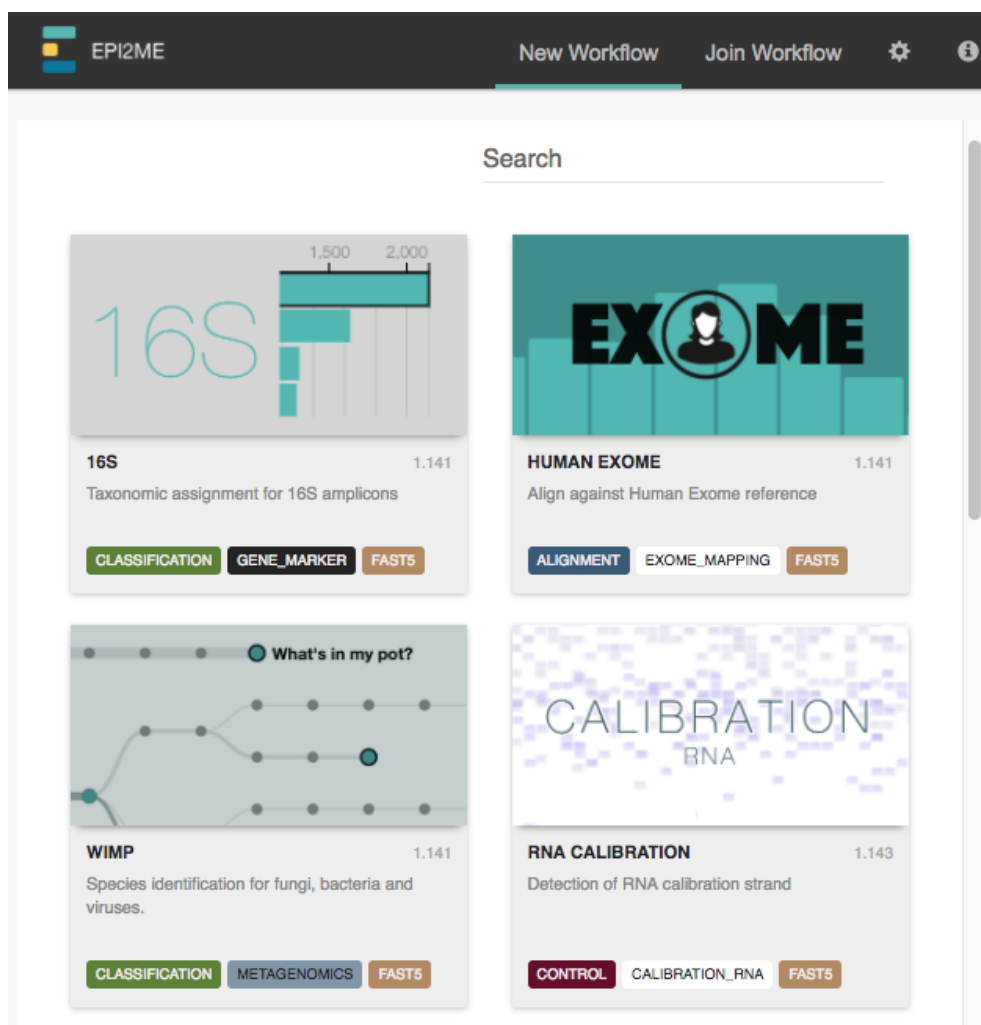 EPI2ME
New Workflow
Join Workflow
Search
1,500 2,000
16S
EXOME
16S 1.141
Taxonomic assignment for 16S amplicons
CLASSIFICATION GENE_MARKER FAST5
HUMAN EXOME 1.141
Align against Human Exome reference
ALIGNMENT EXOME_MAPPING FAST5
What's in my pot?
CALIBRATION
RNA
WIMP 1.141
Species identification for fungi, bacteria and
viruses.
CLASSIFICATION METAGENOMICS FAST5
RNA CALIBRATION 1.143
Detection of RNA calibration strand
CONTROL CALIBRATION_RNA FAST5